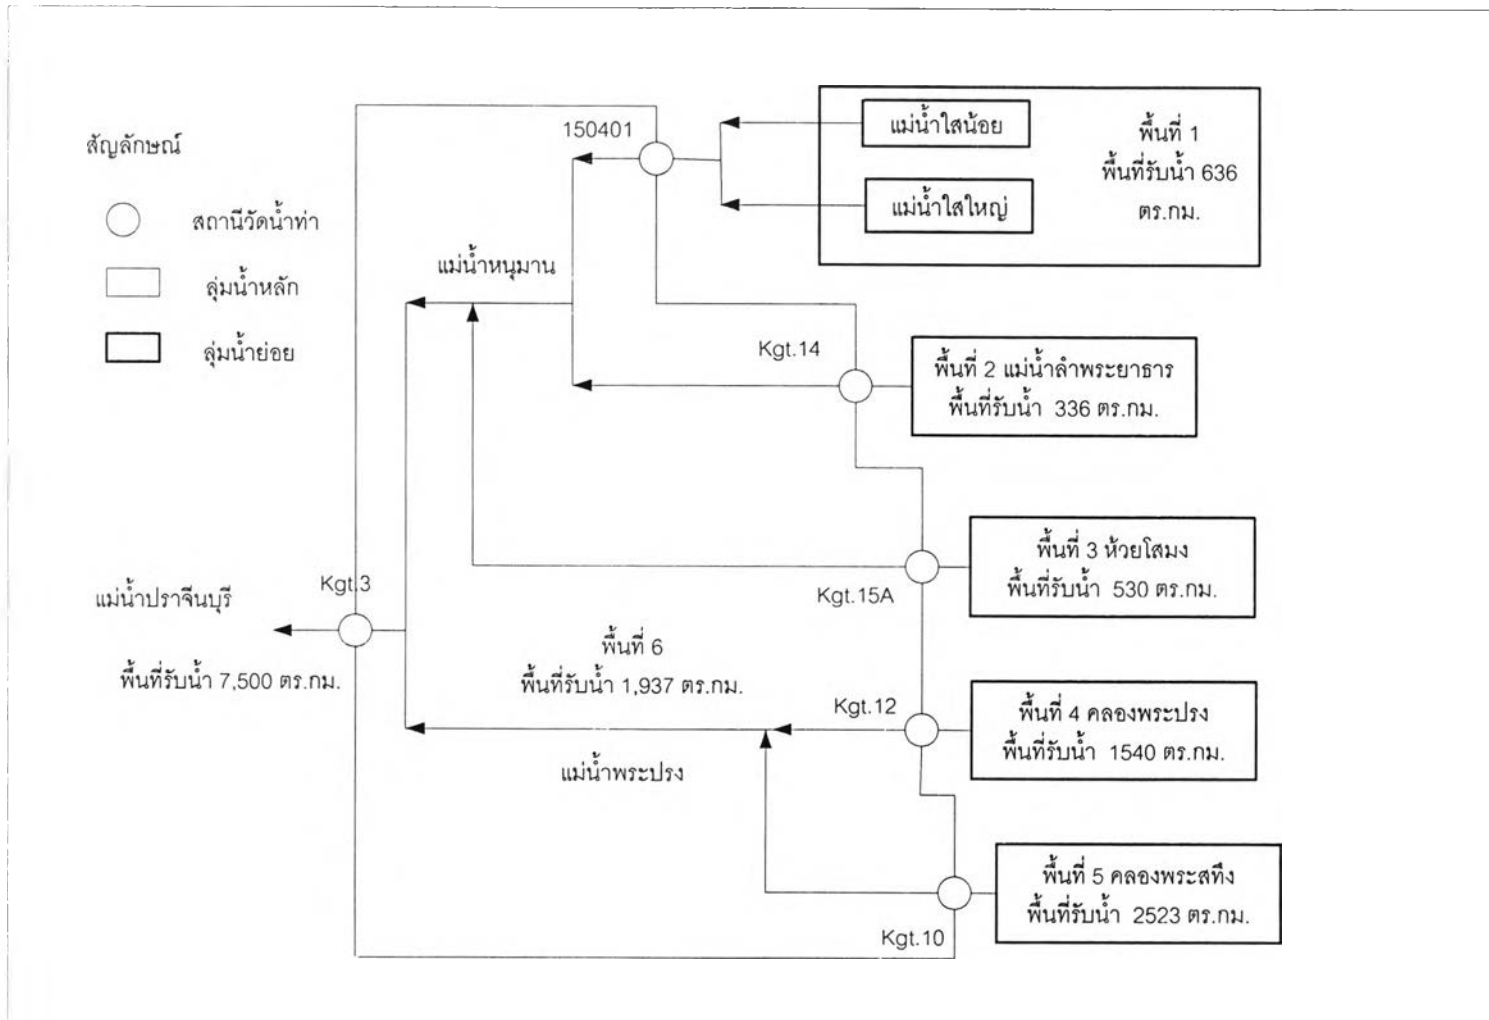 สัญลักษณ์
สถานีวัดน้ำท่า
ลุ่มน้ำหลัก
ลุ่มน้ำย่อย
150401
แม่น้ำใสน้อย
แม่น้ำใสใหญ่
พื้นที่ 1
พื้นที่รับน้ำ 636
ตร.กม.
แม่น้ำหนุมาน
Kgt.14
พื้นที่ 2 แม่น้ำลำพระยาธาร
พื้นที่รับน้ำ 336 ตร.กม.
พื้นที่ 3 ห้วยโสมง
พื้นที่รับน้ำ 530 ตร.กม.
Kgt.15A
Kgt.3
แม่น้ำปราจีนบุรี
พื้นที่รับน้ำ 7,500 ตร.กม.
พื้นที่ 6
พื้นที่รับน้ำ 1,937 ตร.กม.
Kgt.12
พื้นที่ 4 คลองพระปรง
พื้นที่รับน้ำ 1540 ตร.กม.
แม่น้ำพระปรง
พื้นที่ 5 คลองพระสทึง
พื้นที่รับน้ำ 2523 ตร.กม.
Kgt.10